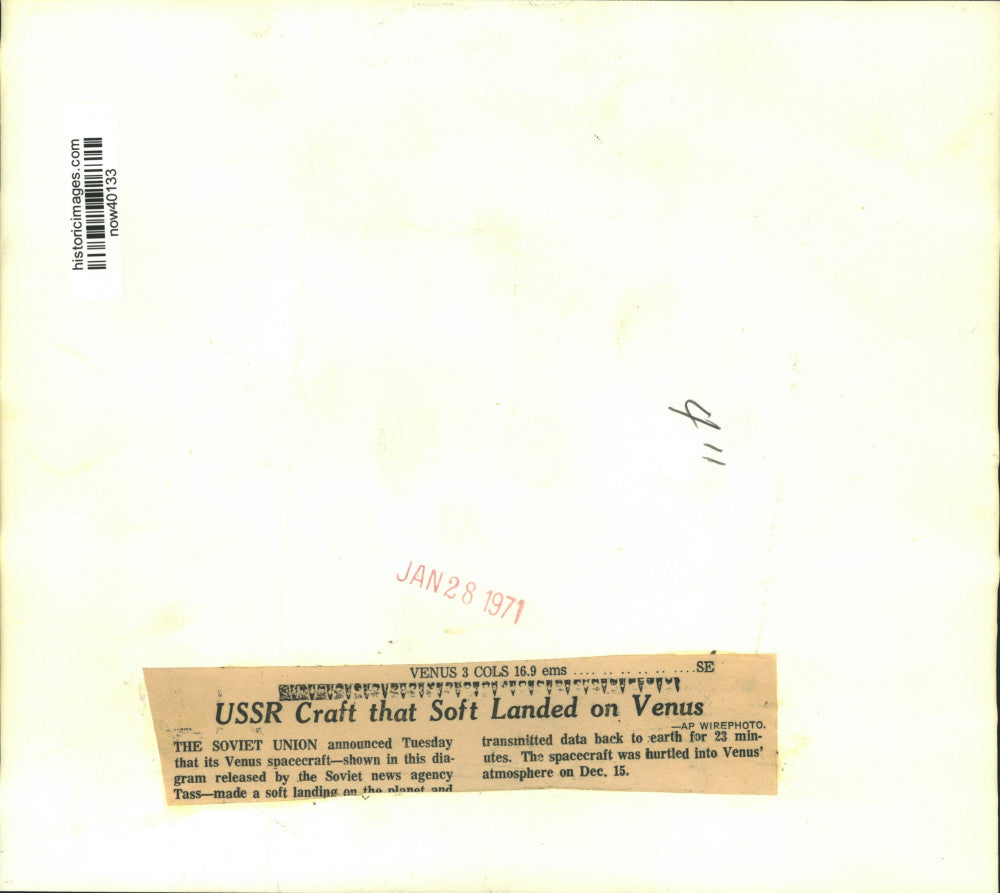 historicimages.com
now40133
4"
JAN 28 1971
VENUS 3 COLS 16.9 ems ..................SE
USSR Craft that Soft Landed on Venus
—AP WIREPHOTO.
THE SOVIET UNION announced Tuesday
that its Venus spacecraft—shown in this dia-
gram released by the Soviet news agency
Tass—made a soft landing on the planet and
transmitted data back to earth for 23 min-
utes. The spacecraft was hurtled into Venus'
atmosphere on Dec. 15.